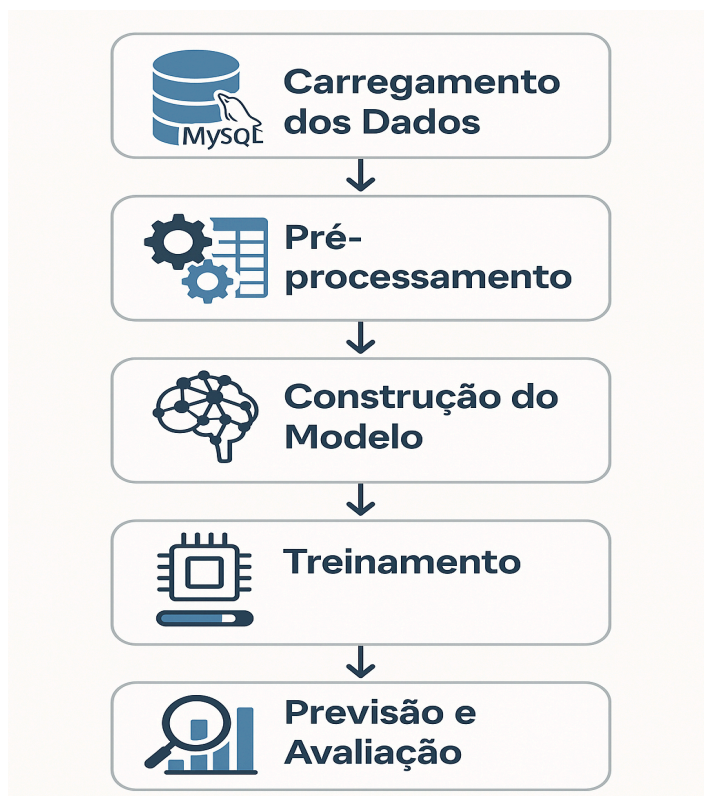 MySQL
Carregamento
dos Dados
Pré-
processamento
Construção do
Modelo
Treinamento
Previsão e
Avaliação